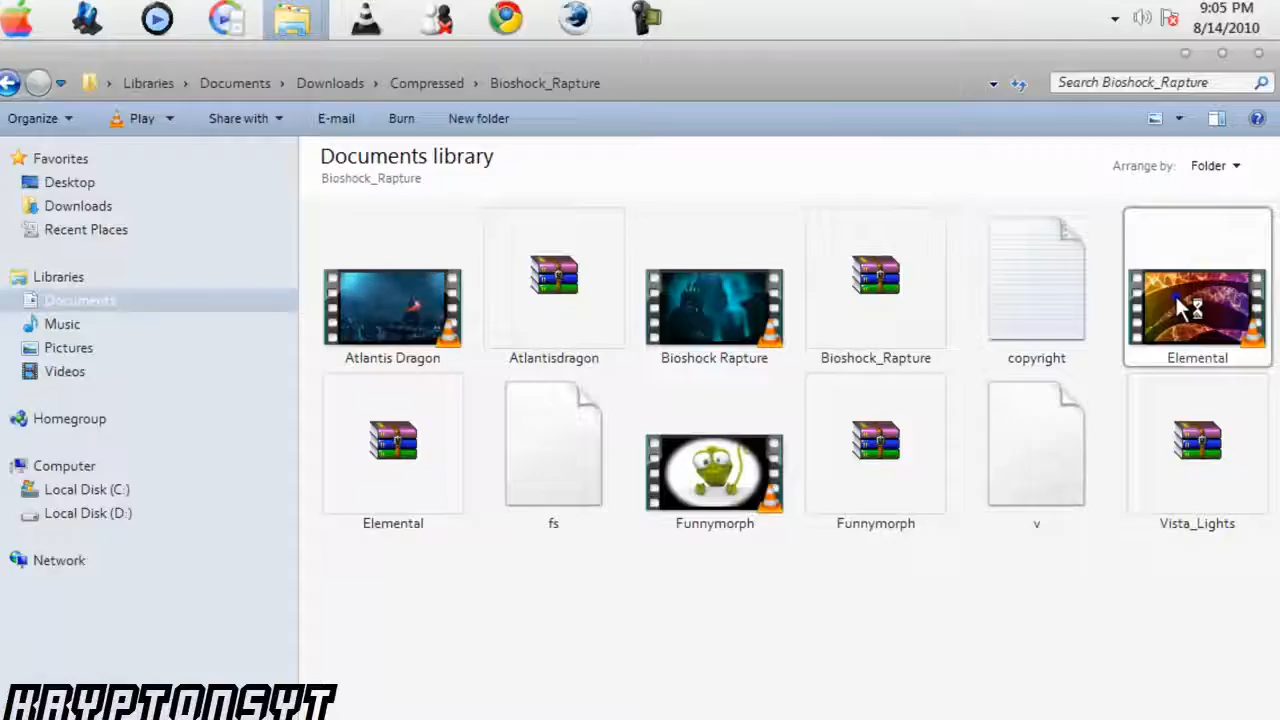 9:05 PM
8/14/2010
Libraries Documents Downloads Compressed Bioshock_Rapture
Search Bioshock_Rapture
Organize Play Share with E-mail Burn New folder
Favorites
Desktop
Downloads
Recent Places
Libraries
Documents
Music
Pictures
Videos
Homegroup
Computer
Local Disk (C:)
Local Disk (D:)
Network
Documents library
Bioshock_Rapture
Arrange by: Folder
Atlantis Dragon Atlantisdragon Bioshock Rapture Bioshock_Rapture copyright Elemental
Elemental fs Funnymorph Funnymorph v Vista_Lights
KRYPTONSYT